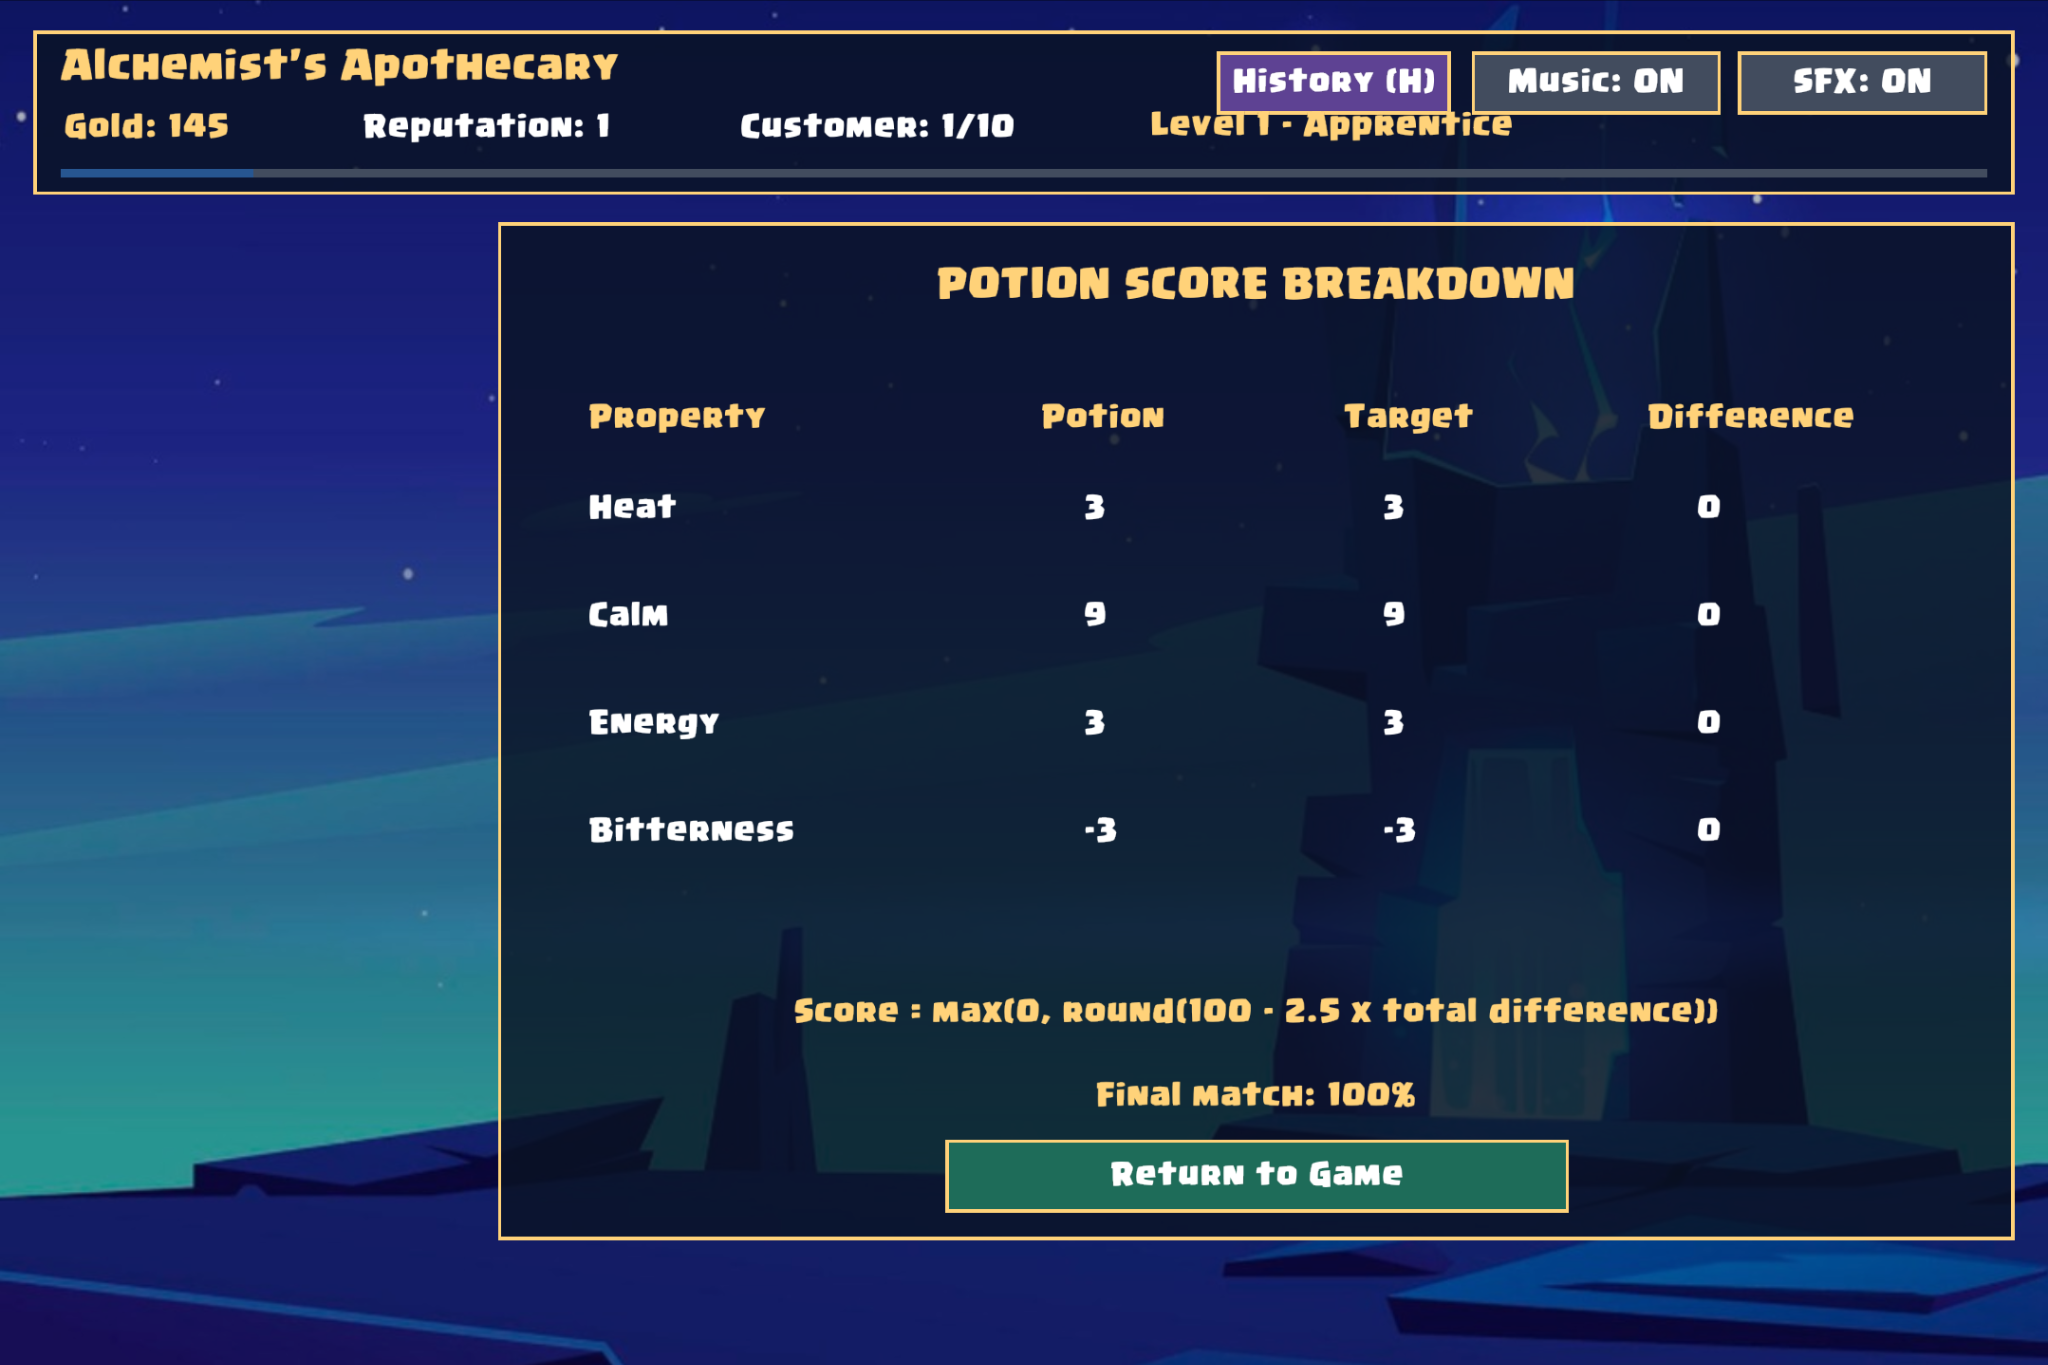 Alchemist's Apothecary
History (H) Music: ON SFX: ON
Gold: 145 Reputation: 1 Customer: 1/10 Level 1 - Apprentice
POTION SCORE BREAKDOWN
Property Potion Target Difference
Heat 3 3 0
Calm 9 9 0
Energy 3 3 0
Bitterness -3 -3 0
Score = max(0, round(100 - 2.5 x total difference))
Final match: 100%
Return to Game